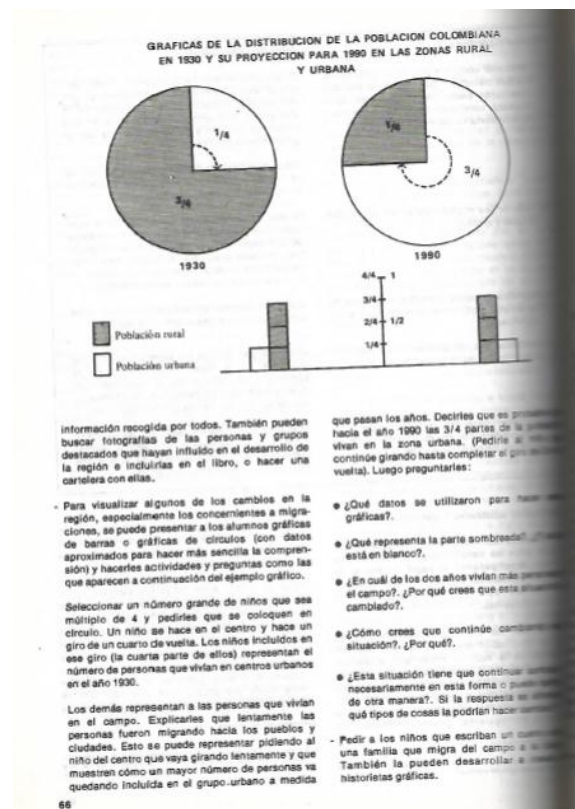 GRAFICAS DE LA DISTRIBUCION DE LA POBLACION COLOMBIANA
EN 1930 Y SU PROYECCION PARA 1990 EN LAS ZONAS RURAL
Y URBANA
1/4
3/4
1930
1/4
3/4
1990
4/4 1
3/4
2/4 1/2
1/4
Población rural
Población urbana
información recogida por todos. También pueden
buscar fotografías de las personas y grupos
destacados que hayan influido en el desarrollo de
la región e incluirlas en el libro, o hacer una
cartelera con ellas.
- Para visualizar algunos de los cambios en la
región, especialmente los concernientes a migra-
ciones, se puede presentar a los alumnos gráficas
de barras o gráficas de círculos (con datos
aproximados para hacer más sencilla la compren-
sión) y hacerles actividades y preguntas como las
que aparecen a continuación del ejemplo gráfico.
Seleccionar un número grande de niños que sea
múltiplo de 4 y pedirles que se coloquen en
círculo. Un niño se hace en el centro y hace un
giro de un cuarto de vuelta. Los niños incluidos en
ese giro (la cuarta parte de ellos) representan el
número de personas que vivían en centros urbanos
en el año 1930.
Los demás representan a las personas que vivían
en el campo. Explicarles que lentamente las
personas fueron migrando hacia los pueblos y
ciudades. Esto se puede representar pidiendo al
niño del centro que vaya girando lentamente y que
muestren cómo un mayor número de personas va
quedando incluída en el grupo urbano a medida
66
que pasan los años. Decirles que es
hacia el año 1990 las 3/4 partes de la
vivan en la zona urbana. (Pedirle al
continúe girando hasta completar el giro
vuelta). Luego preguntarles:
● ¿Qué datos se utilizaron para hacer
gráficas?.
● ¿Qué representa la parte sombreada?
está en blanco?.
● ¿En cuál de los dos años vivían más
el campo?. ¿Por qué crees que esta
cambiado?.
● ¿Cómo crees que continúe
situación?. ¿Por qué?.
● ¿Esta situación tiene que continuar
necesariamente en esta forma o
de otra manera?. Si la respuesta es
qué tipos de cosas la podrían hacer
- Pedir a los niños que escriban un cuento
una familia que migra del campo a la
También la pueden desarrollar a
historietas gráficas.